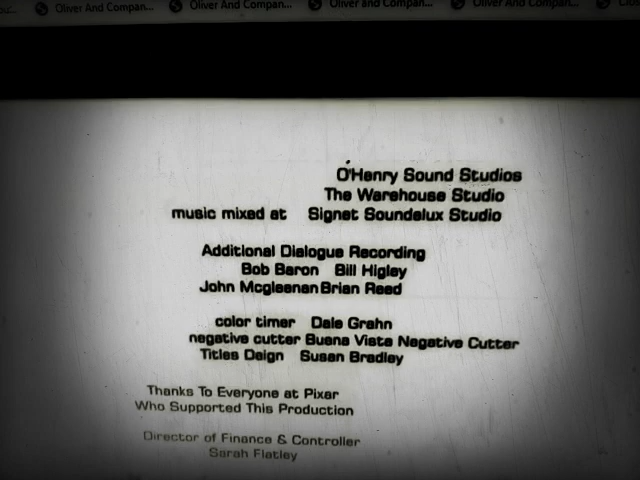 Oliver And Compan...
Oliver And Compan...
Oliver and Compan...
Oliver And Compan...
O'Henry Sound Studios
The Warehouse Studio
music mixed at Signet Soundelux Studio
Additional Dialogue Recording
Bob Baron Bill Higley
John Mcgleenan Brian Reed
color timer Dale Grahn
negative cutter Buena Vista Negative Cutter
Titles Deign Susan Bradley
Thanks To Everyone at Pixar
Who Supported This Production
Director of Finance & Controller
Sarah Flatley